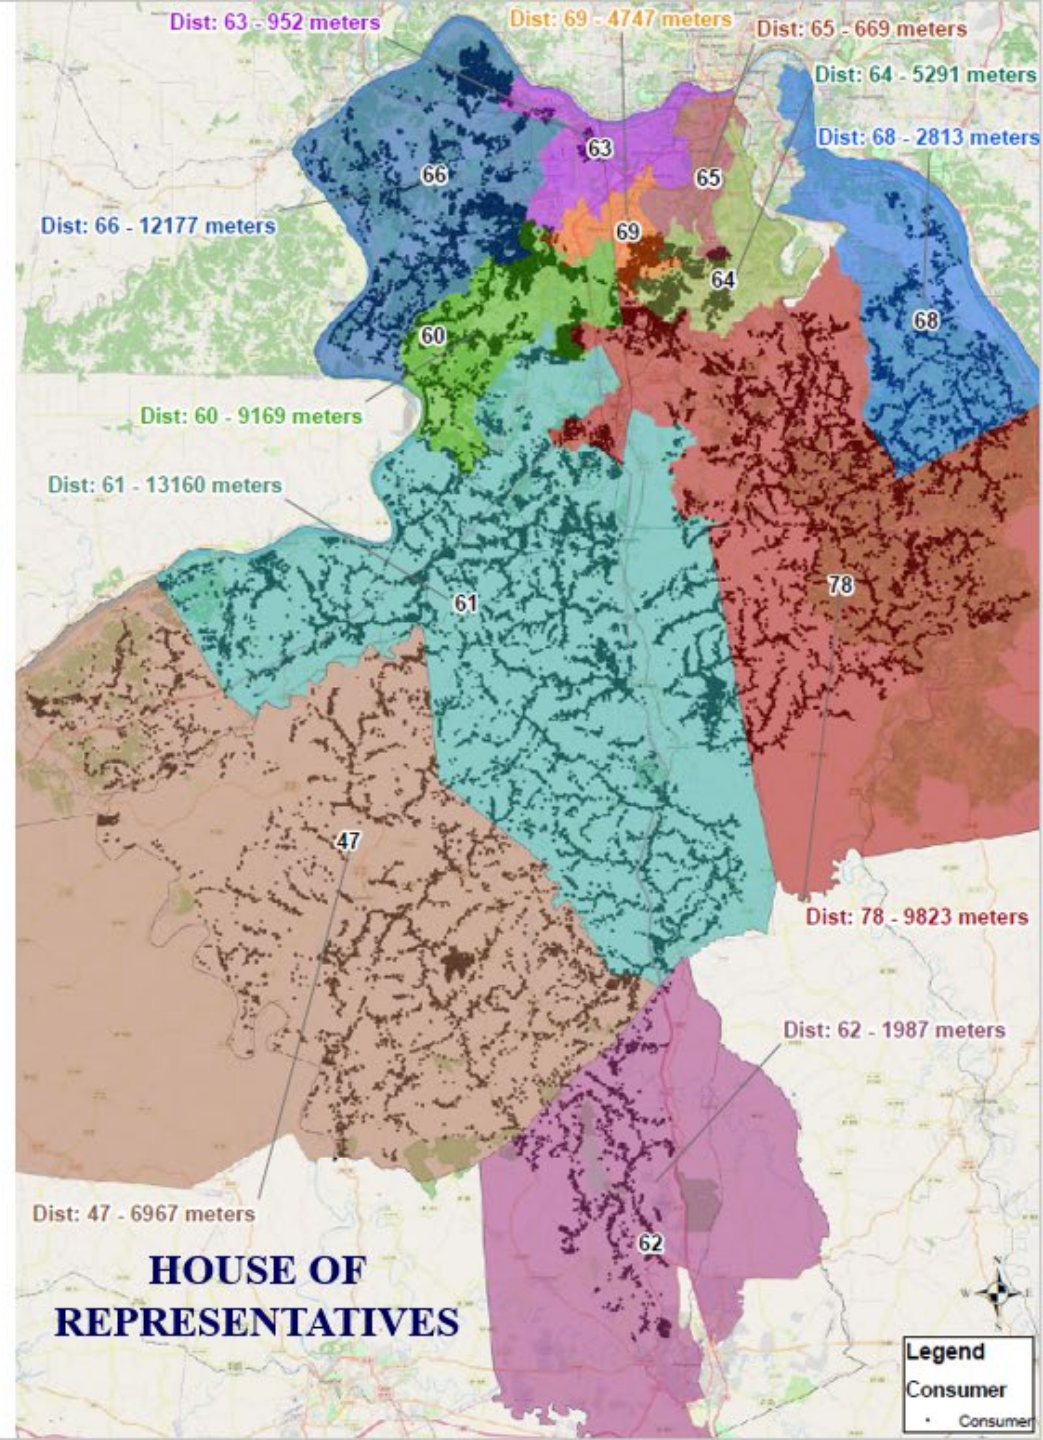 Dist: 63 - 952 meters
Dist: 69 - 4747 meters
Dist: 65 - 669 meters
Dist: 64 - 5291 meters
Dist: 68 - 2813 meters
63
66
65
Dist: 66 - 12177 meters
69
64
68
60
Dist: 60 - 9169 meters
Dist: 61 - 13160 meters
78
61
47
Dist: 78 - 9823 meters
Dist: 62 - 1987 meters
Dist: 47 - 6967 meters
62
HOUSE OF
REPRESENTATIVES
N
W E
S
Legend
Consumer
Consumer